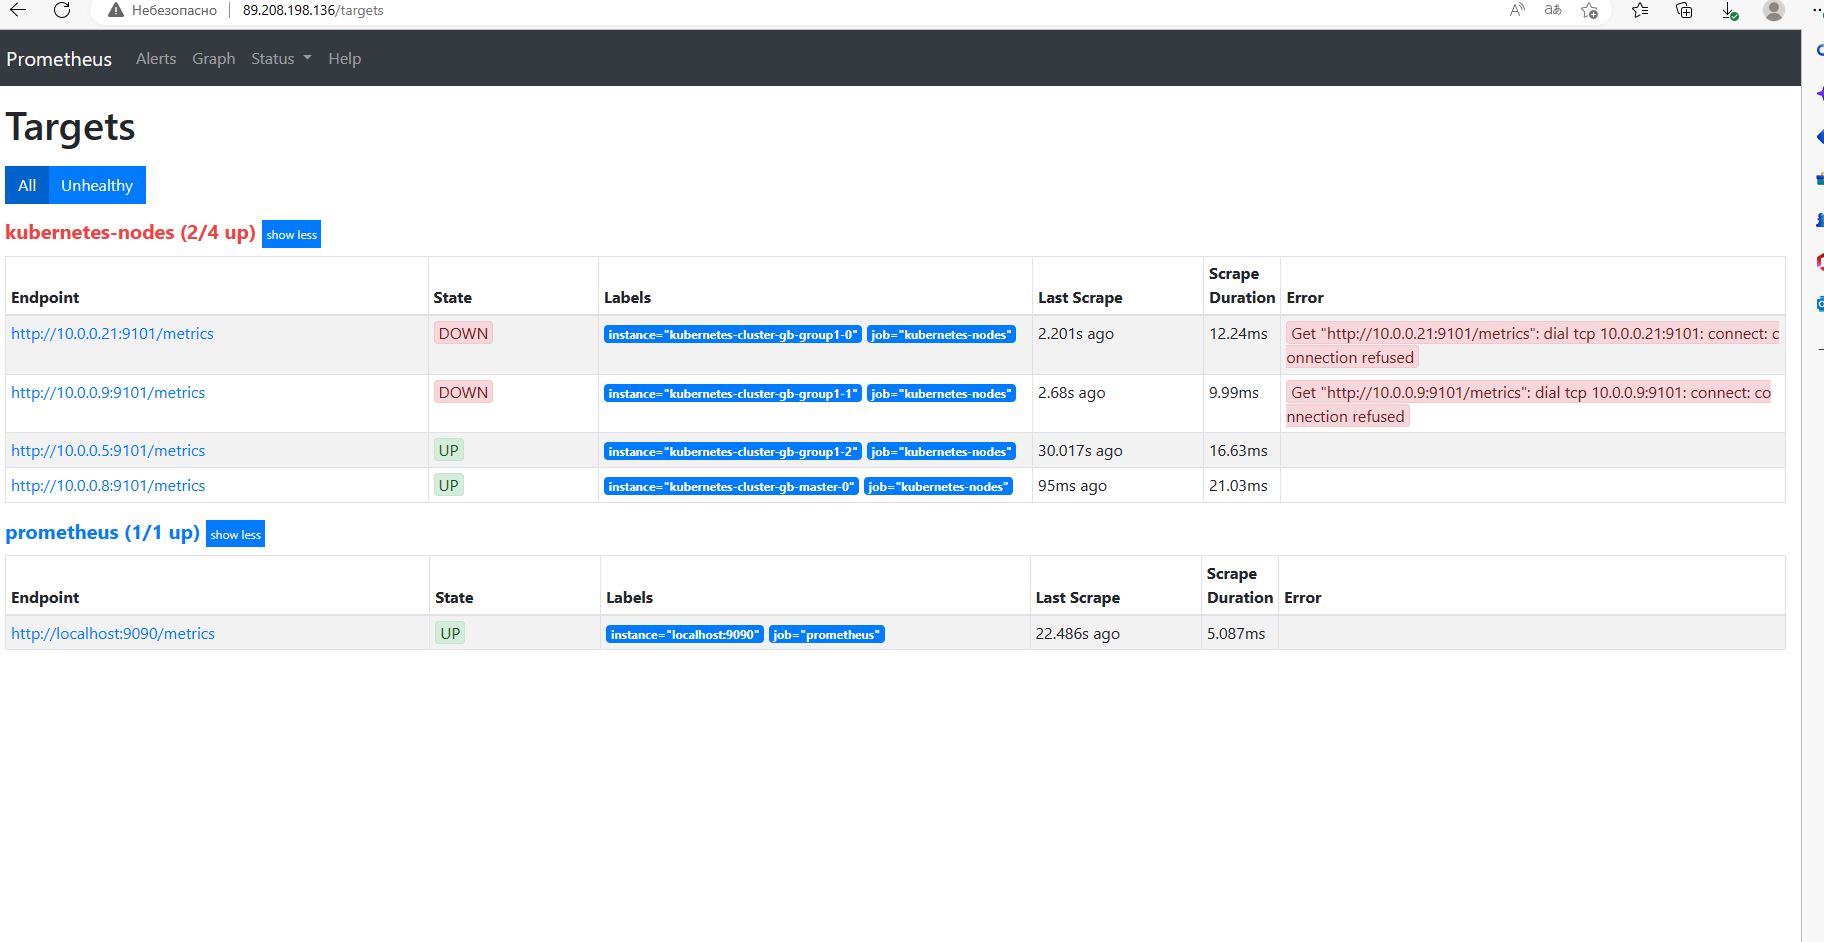 Небезопасно 89.208.198.136/targets
Prometheus Alerts Graph Status Help
Targets
All Unhealthy
kubernetes-nodes (2/4 up) show less
Scrape
Endpoint State Labels Last Scrape Duration Error
http://10.0.0.21:9101/metrics DOWN instance="kubernetes-cluster-gb-group1-0" job="kubernetes-nodes" 2.201s ago 12.24ms Get "http://10.0.0.21:9101/metrics": dial tcp 10.0.0.21:9101: connect: c
onnection refused
http://10.0.0.9:9101/metrics DOWN instance="kubernetes-cluster-gb-group1-1" job="kubernetes-nodes" 2.68s ago 9.99ms Get "http://10.0.0.9:9101/metrics": dial tcp 10.0.0.9:9101: connect: co
nnection refused
http://10.0.0.5:9101/metrics UP instance="kubernetes-cluster-gb-group1-2" job="kubernetes-nodes" 30.017s ago 16.63ms
http://10.0.0.8:9101/metrics UP instance="kubernetes-cluster-gb-master-0" job="kubernetes-nodes" 95ms ago 21.03ms
prometheus (1/1 up) show less
Scrape
Endpoint State Labels Last Scrape Duration Error
http://localhost:9090/metrics UP instance="localhost:9090" job="prometheus" 22.486s ago 5.087ms